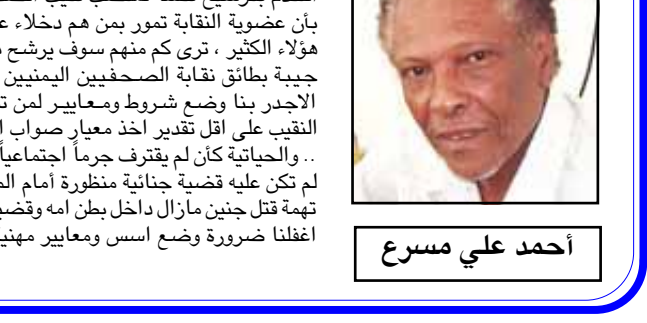 بأن عضوية النقابة تمور بمن هم دخلاء
هؤلاء الكثير ، ترى كم منهم سوف يرشح
جيبة بطائق نقابة الصحفيين اليمنيين
الاجدر بنا وضع شروط ومعايير لمن
النقيب على اقل تقدير اخذ معيار صواب
.. والحياتية كأن لم يقترف جرماً اجتماعياً
لم تكن عليه قضية جنائية منظورة أمام
تهمة قتل جنين مازال داخل بطن امه
اغفلنا ضرورة وضع اسس ومعايير
أحمد علي مسرع